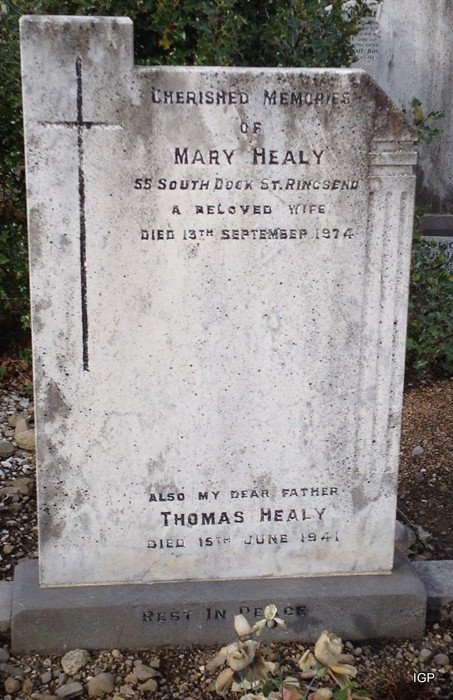 CHERISHED MEMORIES
OF
MARY HEALY
55 SOUTH DOCK ST. RINGSEND
A BELOVED WIFE
DIED 13TH SEPTEMBER 1974
ALSO MY DEAR FATHER
THOMAS HEALY
DIED 15TH JUNE 1941
REST IN PEACE
IGP